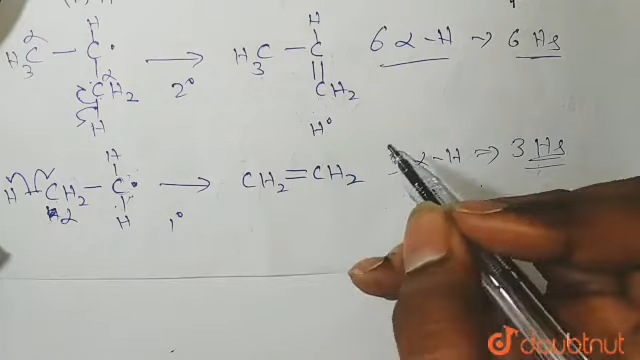 H
α
H₃C – C • → H₃C – C 6 α-H → 6 Hs
α
CH₂ 2° CH₂
H H°
H
α-H ⇒ 3 Hs
H CH₂ – C • → CH₂ = CH₂
α H 1°
doubtnut